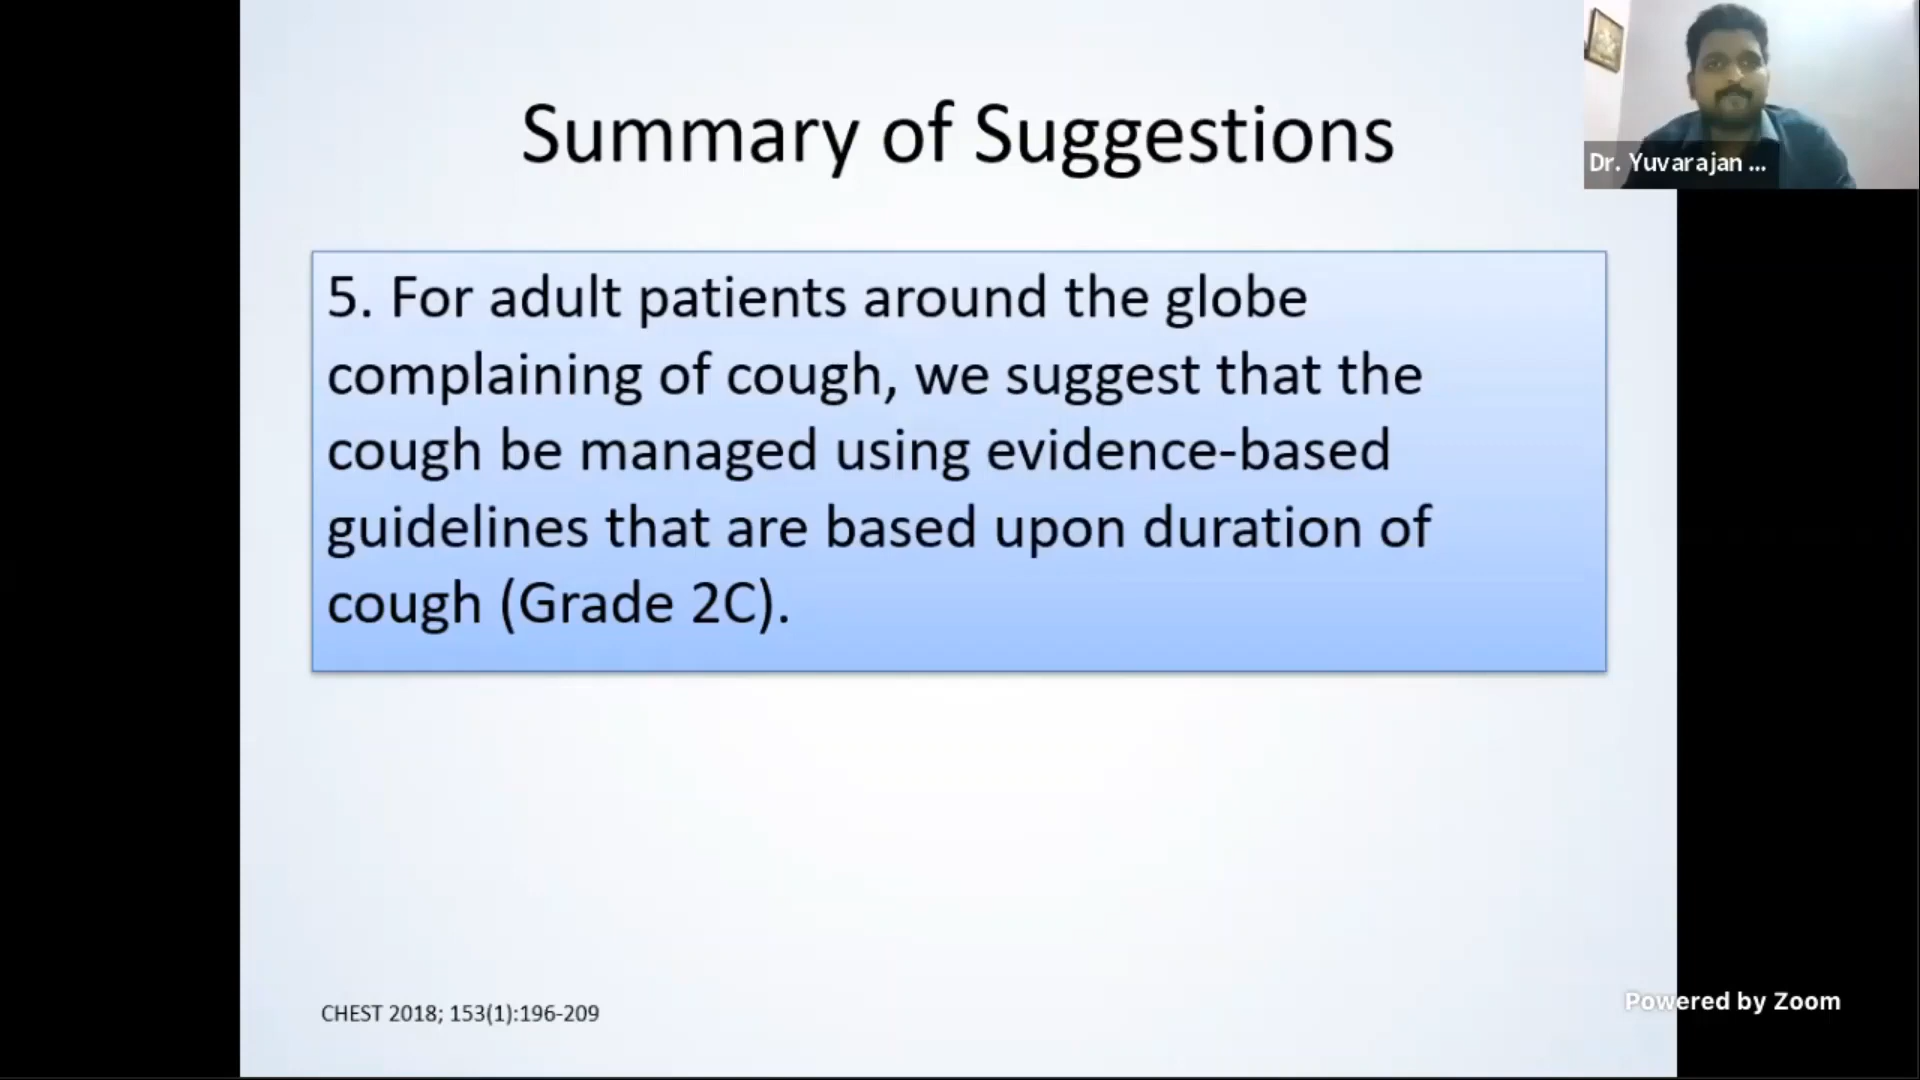 Summary of Suggestions
Dr. Yuvarajan ...
5. For adult patients around the globe
complaining of cough, we suggest that the
cough be managed using evidence-based
guidelines that are based upon duration of
cough (Grade 2C).
CHEST 2018; 153(1):196-209
Powered by Zoom